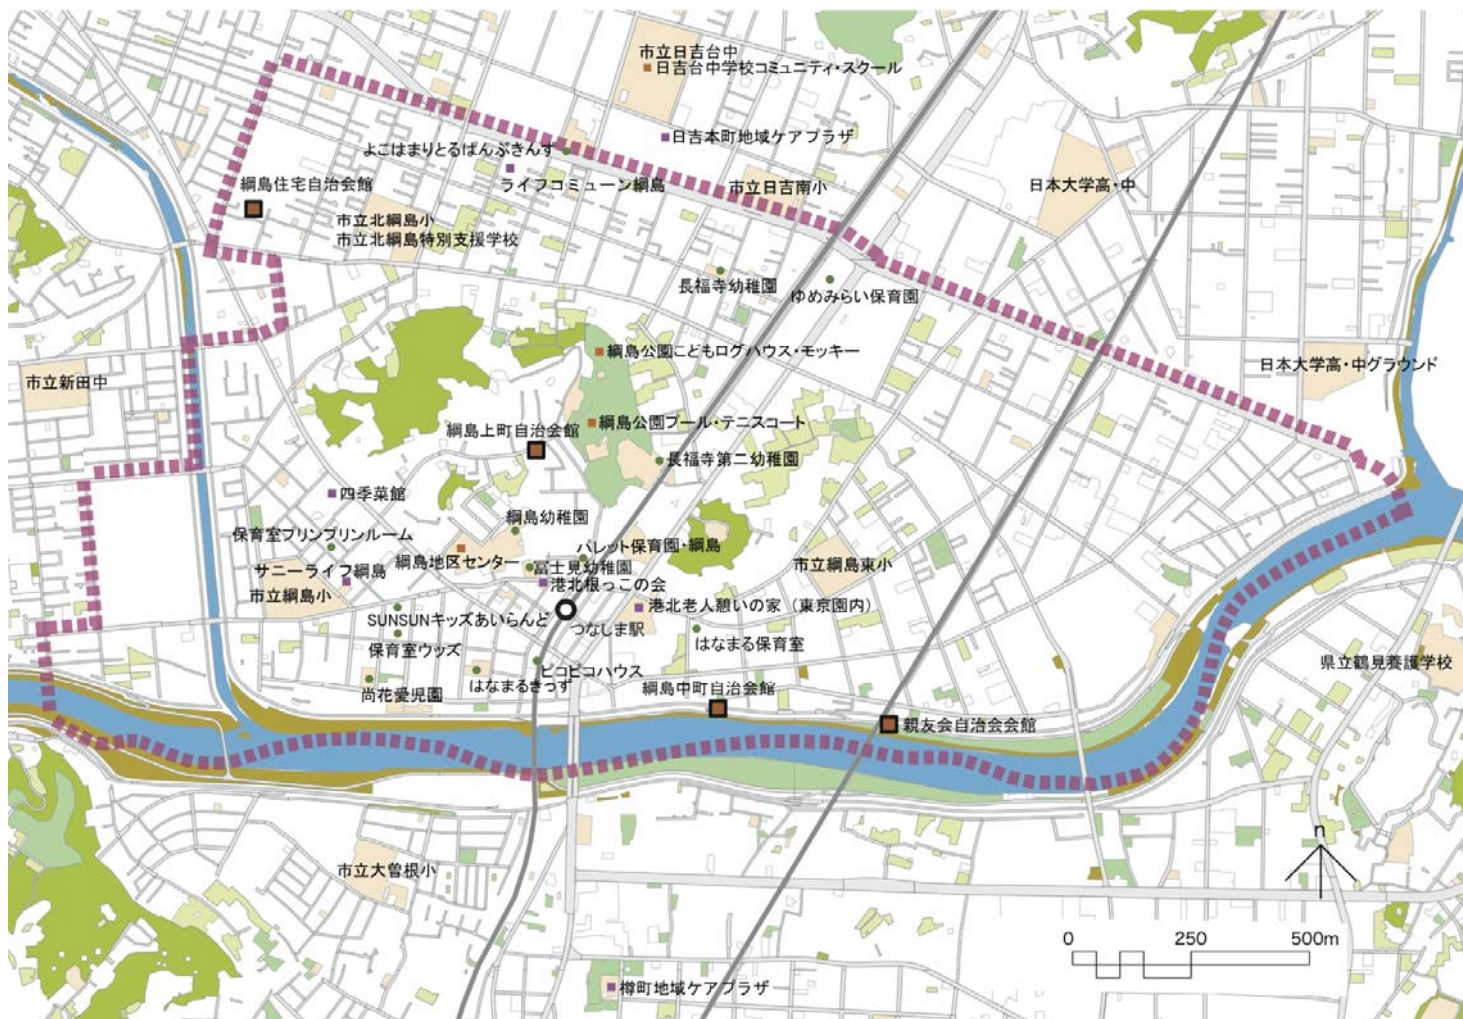 市立日吉台中
日吉台中学校コミュニティ・スクール
日吉本町地域ケアプラザ
よこはまりとるぱんぷきんず
ライフコミューン綱島
綱島住宅自治会館
市立日吉南小
日本大学高・中
市立北綱島小
市立北綱島特別支援学校
長福寺幼稚園
ゆめみらい保育園
綱島公園こどもログハウス・モッキー
日本大学高・中グラウンド
市立新田中
綱島公園プール・テニスコート
綱島上町自治会館
長福寺第二幼稚園
四季菜館
綱島幼稚園
保育室プリンプリンルーム
パレット保育園・綱島
綱島地区センター
冨士見幼稚園
市立綱島東小
サニーライフ綱島
港北根っこの会
市立綱島小
港北老人憩いの家（東京園内）
SUNSUNキッズあいらんど
つなしま駅
はなまる保育室
保育室ウッズ
ピコピコハウス
県立鶴見養護学校
はなまるきっず
尚花愛児園
綱島中町自治会館
親友会自治会会館
n
市立大曽根小
0 250 500m
樽町地域ケアプラザ